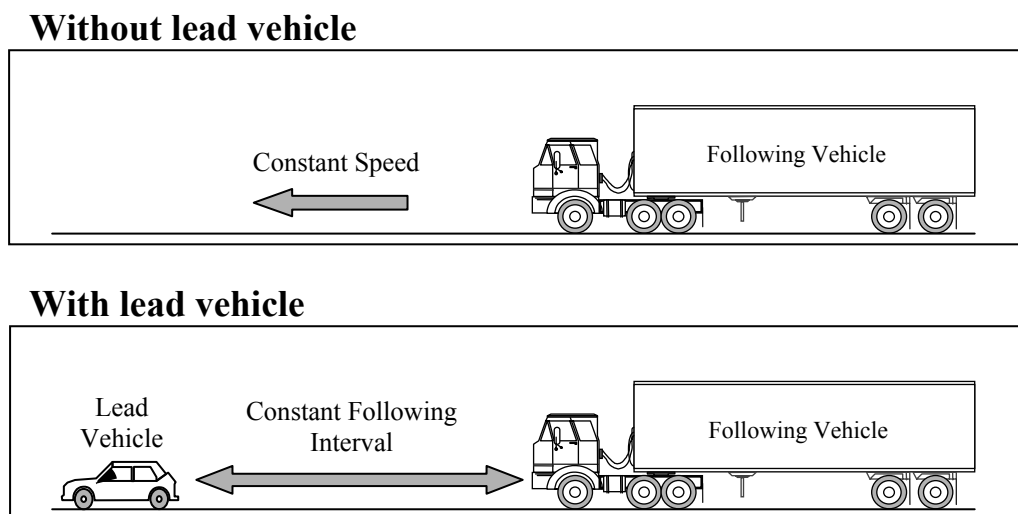 Without lead vehicle
Constant Speed
Following Vehicle
With lead vehicle
Lead
Vehicle
Constant Following
Interval
Following Vehicle